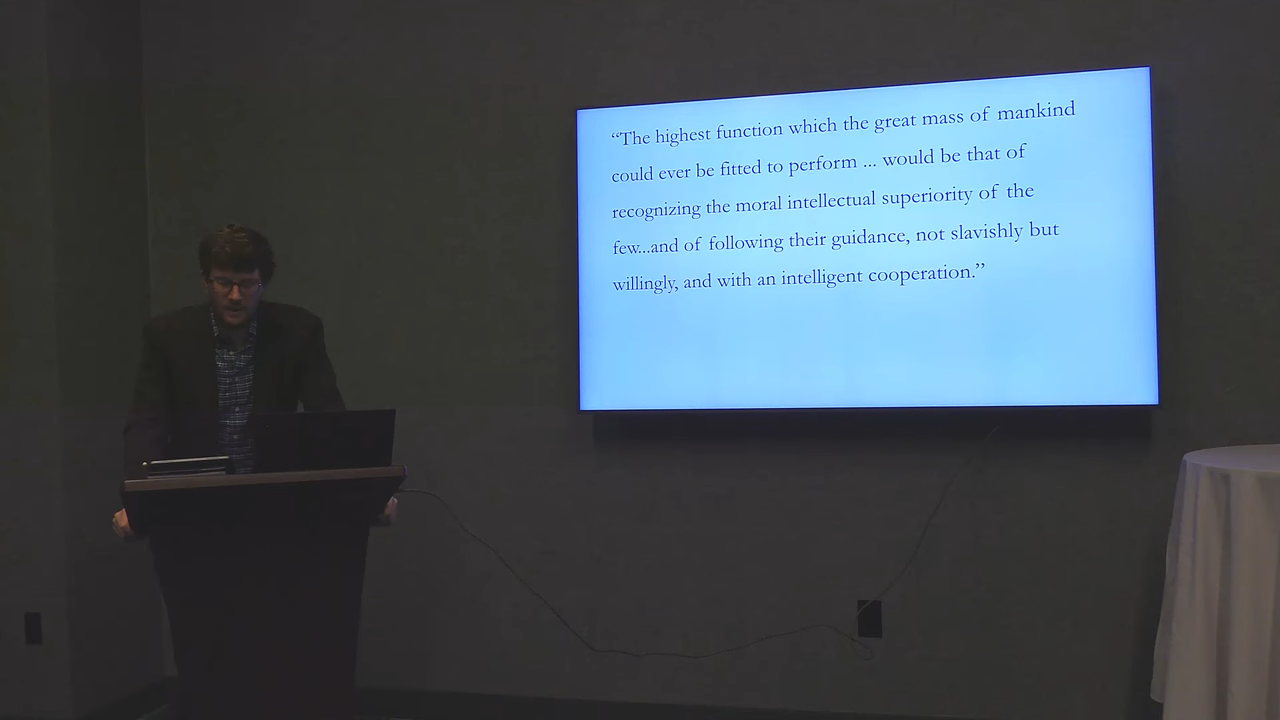 “The highest function which the great mass of mankind
could ever be fitted to perform ... would be that of
recognizing the moral intellectual superiority of the
few...and of following their guidance, not slavishly but
willingly, and with an intelligent cooperation.”